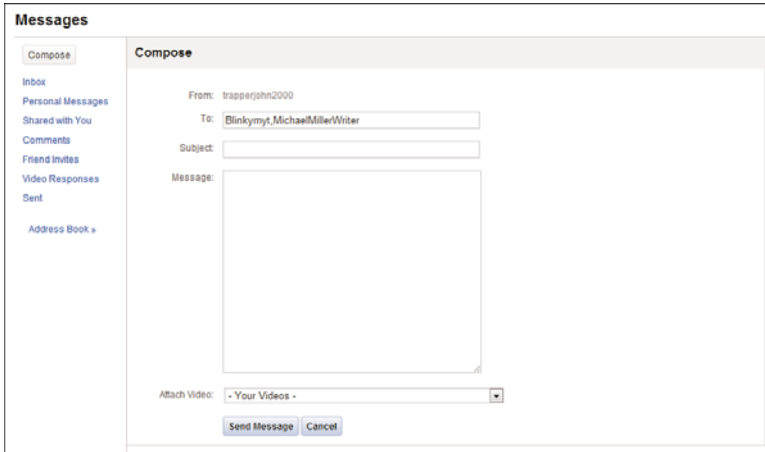 Messages
Compose
Inbox
Personal Messages
Shared with You
Comments
Friend Invites
Video Responses
Sent
Address Book »
Compose
From: trapperjohn2000
To: Blinkymyt,MichaelMillerWriter
Subject:
Message:
Attach Video: - Your Videos -
Send Message Cancel